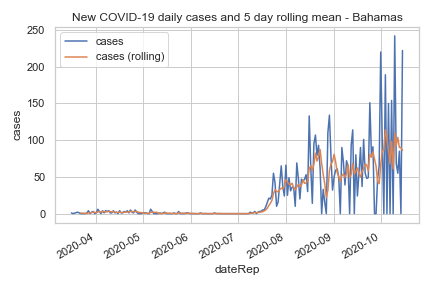 New COVID-19 daily cases and 5 day rolling mean - Bahamas
cases
cases (rolling)
250
200
150
100
50
0
cases
2020-04
2020-05
2020-06
2020-07
2020-08
2020-09
2020-10
dateRep